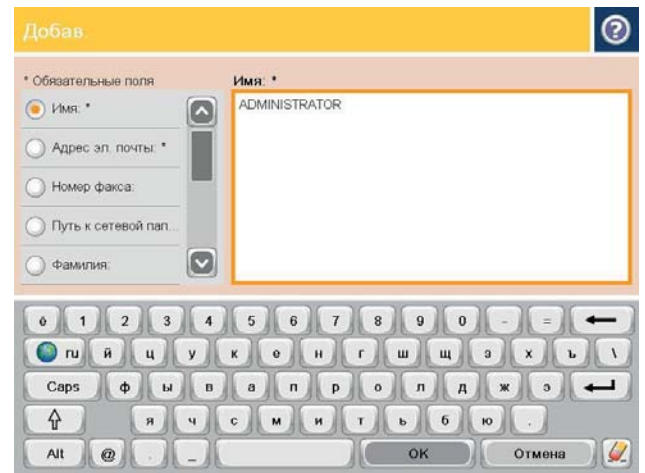 Добав.
?
* Обязательные поля
Имя: *
Имя: *
ADMINISTRATOR
Адрес эл. почты: *
Номер факса:
Путь к сетевой пап...
Фамилия:
ё 1 2 3 4 5 6 7 8 9 0 - =
ru й ц у к е н г ш щ з х ъ \
Caps ф ы в а п р о л д ж э
я ч с м и т ь б ю .
Alt @ . _ OK Отмена